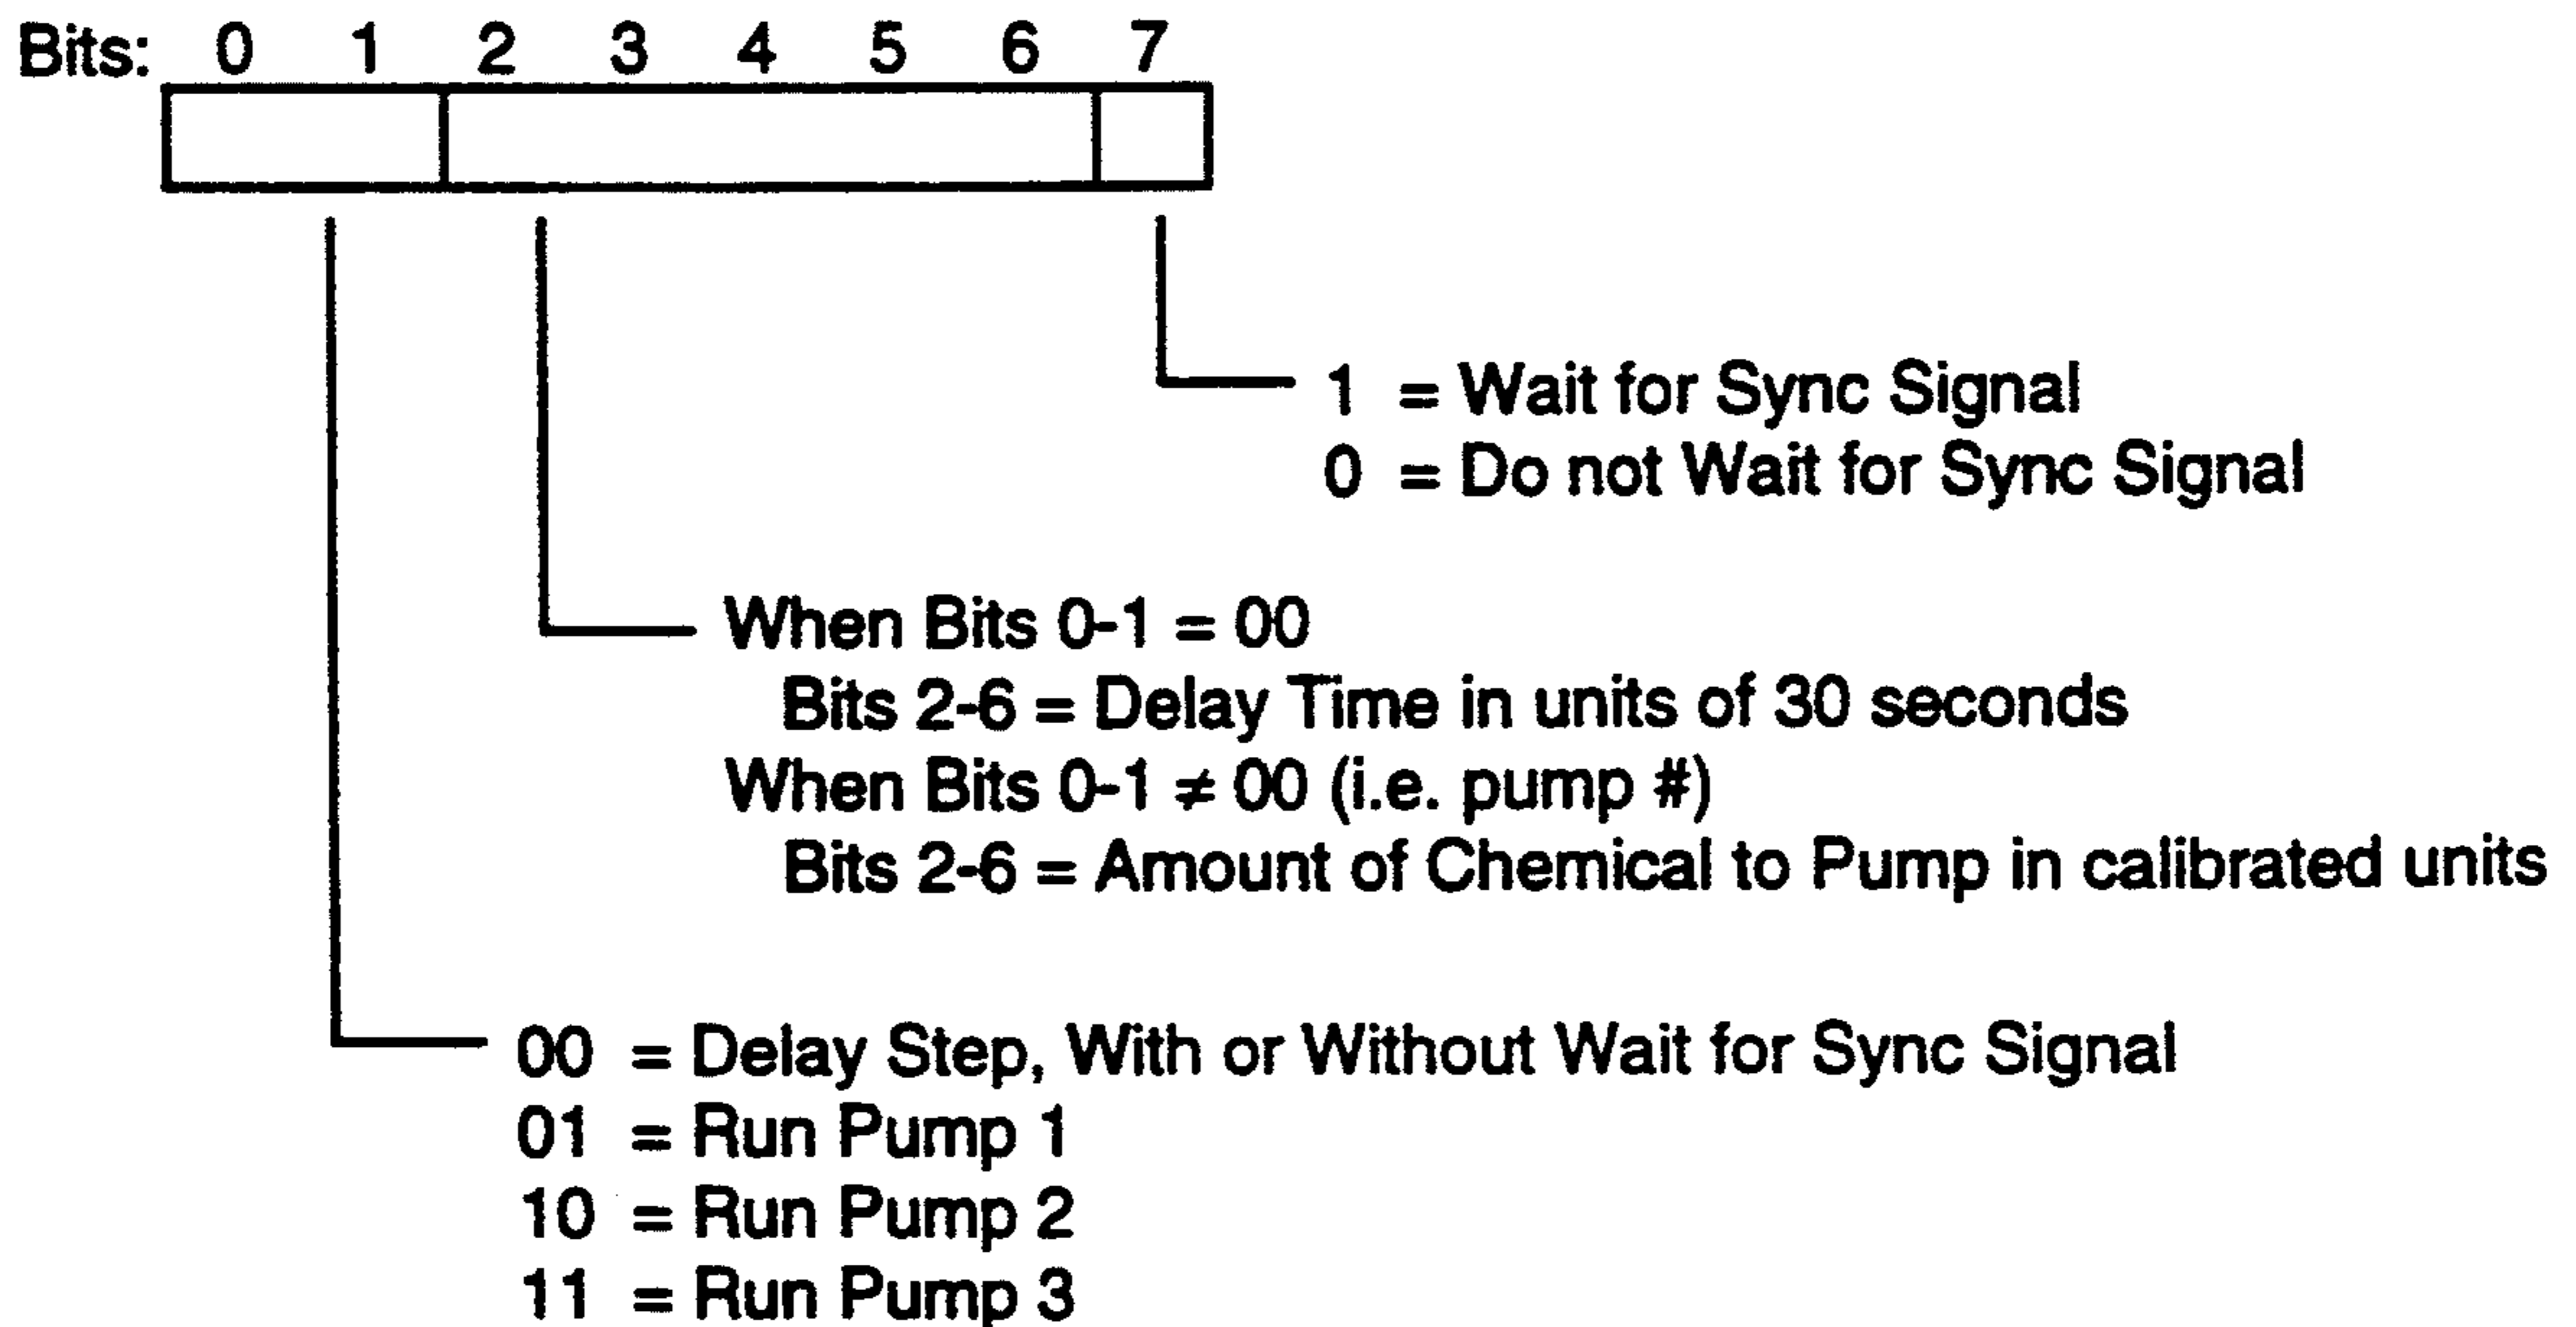 Bits: 0 1 2 3 4 5 6 7
1 = Wait for Sync Signal
0 = Do not Wait for Sync Signal
When Bits 0-1 = 00
Bits 2-6 = Delay Time in units of 30 seconds
When Bits 0-1 ≠ 00 (i.e. pump #)
Bits 2-6 = Amount of Chemical to Pump in calibrated units
00 = Delay Step, With or Without Wait for Sync Signal
01 = Run Pump 1
10 = Run Pump 2
11 = Run Pump 3